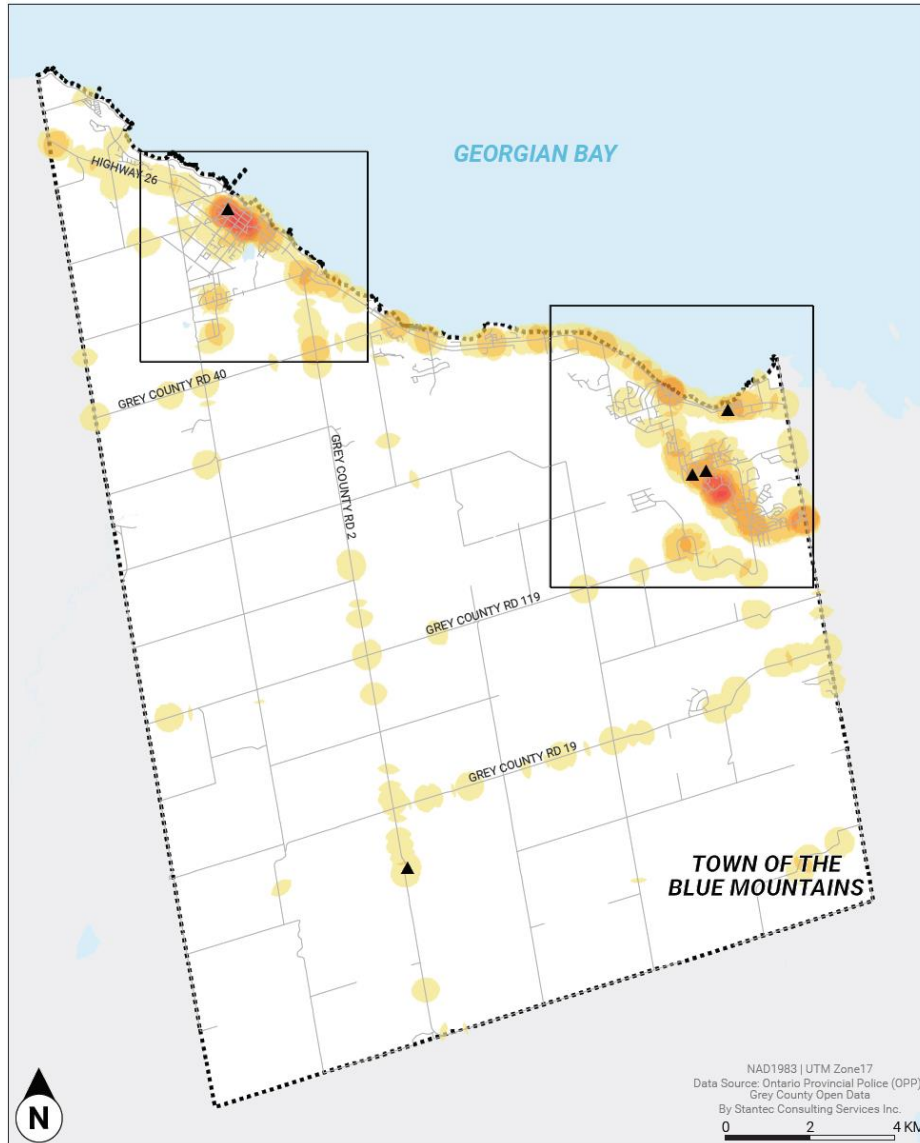 GEORGIAN BAY
HIGHWAY 26
GREY COUNTY RD 40
GREY COUNTY RD 2
GREY COUNTY RD 119
GREY COUNTY RD 19
TOWN OF THE
BLUE MOUNTAINS
N
NAD1983 | UTM Zone17
Data Source: Ontario Provincial Police (OPP)
Grey County Open Data
By Stantec Consulting Services Inc.
0 2 4 KM